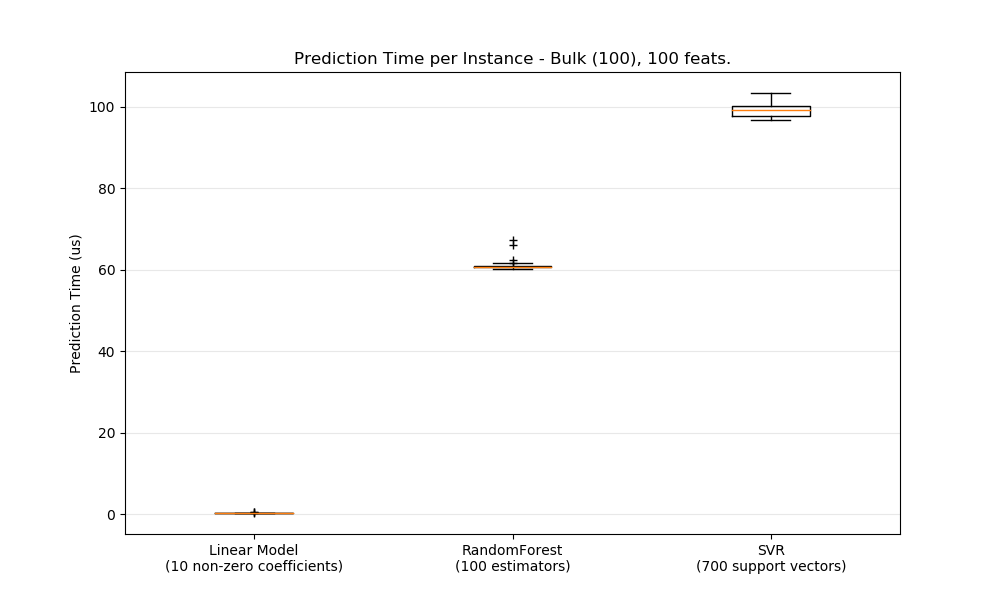 Prediction Time per Instance - Bulk (100), 100 feats.
Prediction Time (us)
100
80
60
40
20
0
Linear Model
(10 non-zero coefficients)
RandomForest
(100 estimators)
SVR
(700 support vectors)